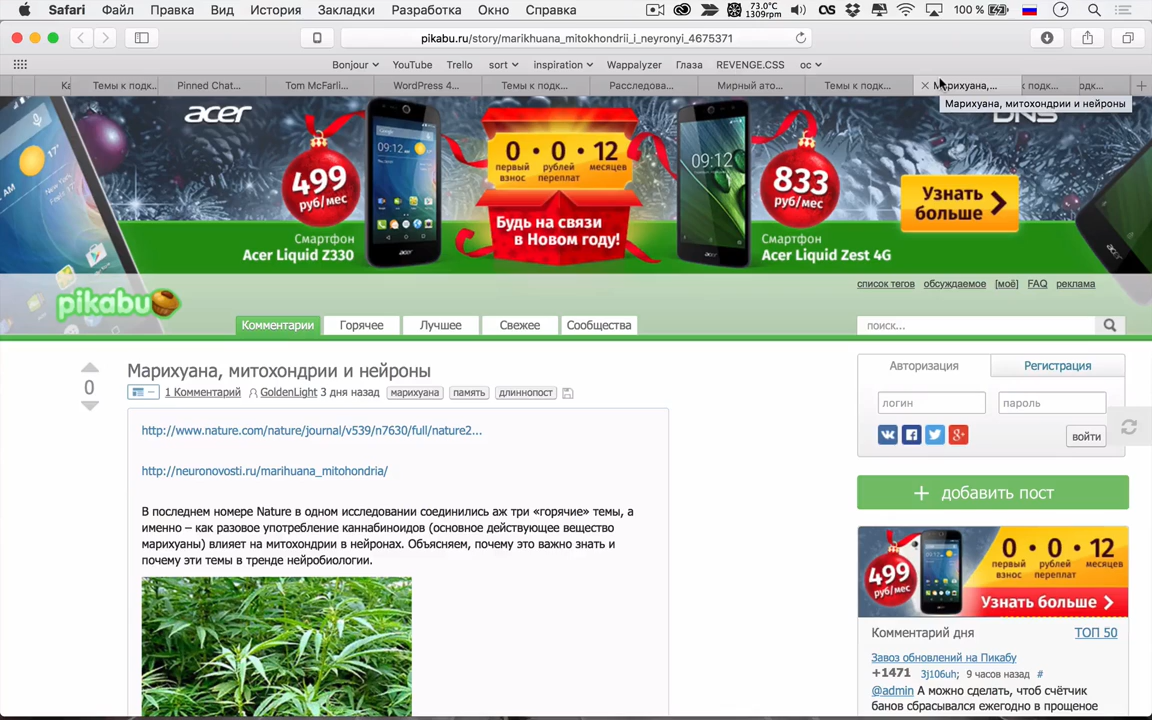 Safari Файл Правка Вид История Закладки Разработка Окно Справка
73.0°C
1309rpm
100 %
pikabu.ru/story/marikhuana_mitokhondrii_i_neyronyi_4675371
Bonjour YouTube Trello sort inspiration Wappalyzer Глаза REVENGE.CSS ос
Ка Темы к подк... Pinned Chat... Tom McFarli... WordPress 4... Темы к подк... Расследова... Мирный ато... Темы к подк... Марихуана,... к подк... подк...
Марихуана, митохондрии и нейроны
acer
DNS
09:12
499
руб/мес
Смартфон
Acer Liquid Z330
0 • 0 • 12
первый взнос
рублей переплат
месяцев
Будь на связи
в Новом году!
09:12
833
руб/мес
Смартфон
Acer Liquid Zest 4G
Узнать
больше
pikabu
список тегов обсуждаемое [моё] FAQ реклама
Комментарии Горячее Лучшее Свежее Сообщества
поиск...
0
Марихуана, митохондрии и нейроны
1 Комментарий GoldenLight 3 дня назад марихуана память длиннопост
http://www.nature.com/nature/journal/v539/n7630/full/nature2...
http://neuronovosti.ru/marihuana_mitohondria/
В последнем номере Nature в одном исследовании соединились аж три «горячие» темы, а
именно – как разовое употребление каннабиноидов (основное действующее вещество
марихуаны) влияет на митохондрии в нейронах. Объясняем, почему это важно знать и
почему эти темы в тренде нейробиологии.
Авторизация Регистрация
логин пароль
войти
добавить пост
499
руб/мес
0 • 0 • 12
первый взнос
рублей переплат
месяцев
Узнать больше
Комментарий дня ТОП 50
Завоз обновлений на Пикабу
+1471 3j106uh; 9 часов назад #
@admin А можно сделать, чтоб счётчик
банов сбрасывался ежегодно в прощеное